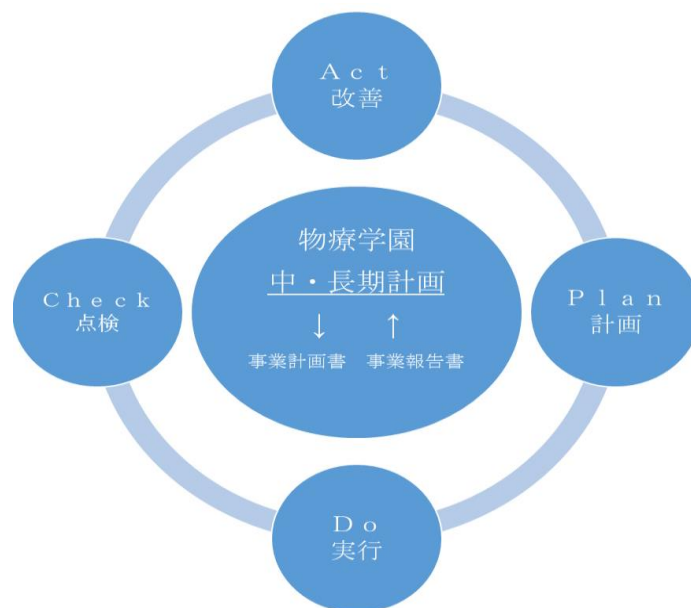 Ａｃｔ
改善
物療学園
中・長期計画
↓ ↑
事業計画書 事業報告書
Ｃｈｅｃｋ
点検
Ｐｌａｎ
計画
Ｄｏ
実行